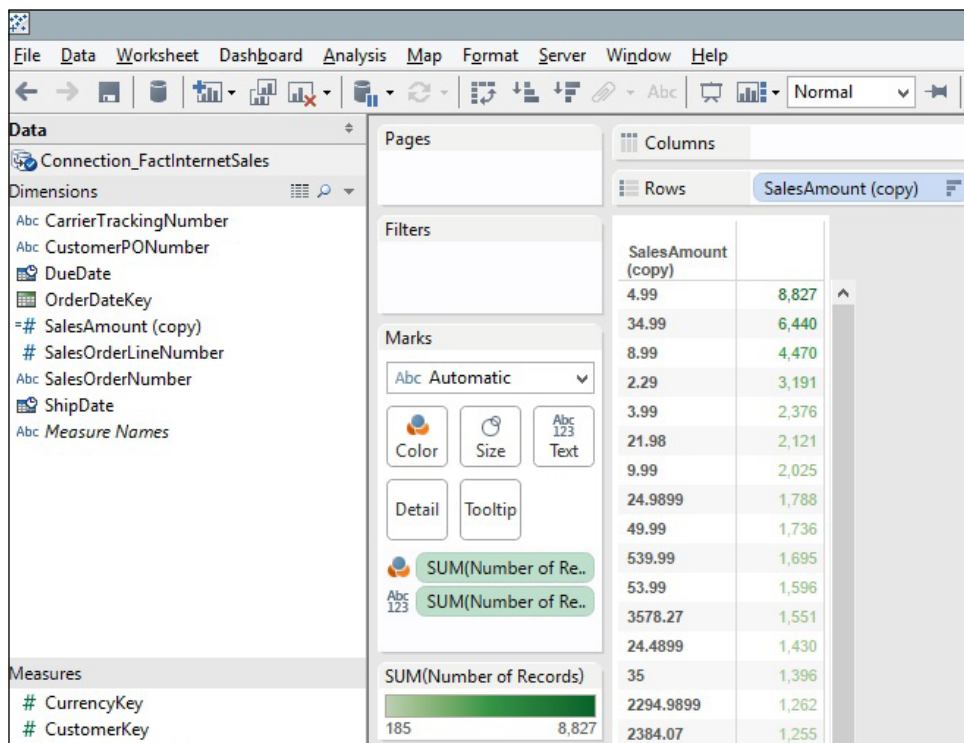 File Data Worksheet Dashboard Analysis Map Format Server Window Help
Abc Normal
Data
Connection_FactInternetSales
Dimensions
Abc CarrierTrackingNumber
Abc CustomerPONumber
DueDate
OrderDateKey
=# SalesAmount (copy)
# SalesOrderLineNumber
Abc SalesOrderNumber
ShipDate
Abc Measure Names
Measures
# CurrencyKey
# CustomerKey
Pages
Filters
Marks
Abc Automatic
Color Size Abc 123 Text
Detail Tooltip
SUM(Number of Re..
Abc 123 SUM(Number of Re..
SUM(Number of Records)
185 8,827
Columns
Rows SalesAmount (copy)
SalesAmount
(copy)
4.99 8,827
34.99 6,440
8.99 4,470
2.29 3,191
3.99 2,376
21.98 2,121
9.99 2,025
24.9899 1,788
49.99 1,736
539.99 1,695
53.99 1,596
3578.27 1,551
24.4899 1,430
35 1,396
2294.9899 1,262
2384.07 1,255